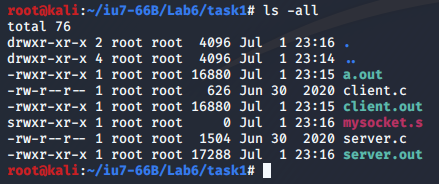 root@kali:~/iu7-66B/Lab6/task1# ls -all
total 76
drwxr-xr-x 2 root root  4096 Jul  1 23:16 .
drwxr-xr-x 4 root root  4096 Jul  1 23:14 ..
-rwxr-xr-x 1 root root 16880 Jul  1 23:15 a.out
-rw-r--r-- 1 root root   626 Jun 30  2020 client.c
-rwxr-xr-x 1 root root 16880 Jul  1 23:15 client.out
srwxr-xr-x 1 root root     0 Jul  1 23:16 mysocket.s
-rw-r--r-- 1 root root  1504 Jun 30  2020 server.c
-rwxr-xr-x 1 root root 17288 Jul  1 23:16 server.out
root@kali:~/iu7-66B/Lab6/task1#